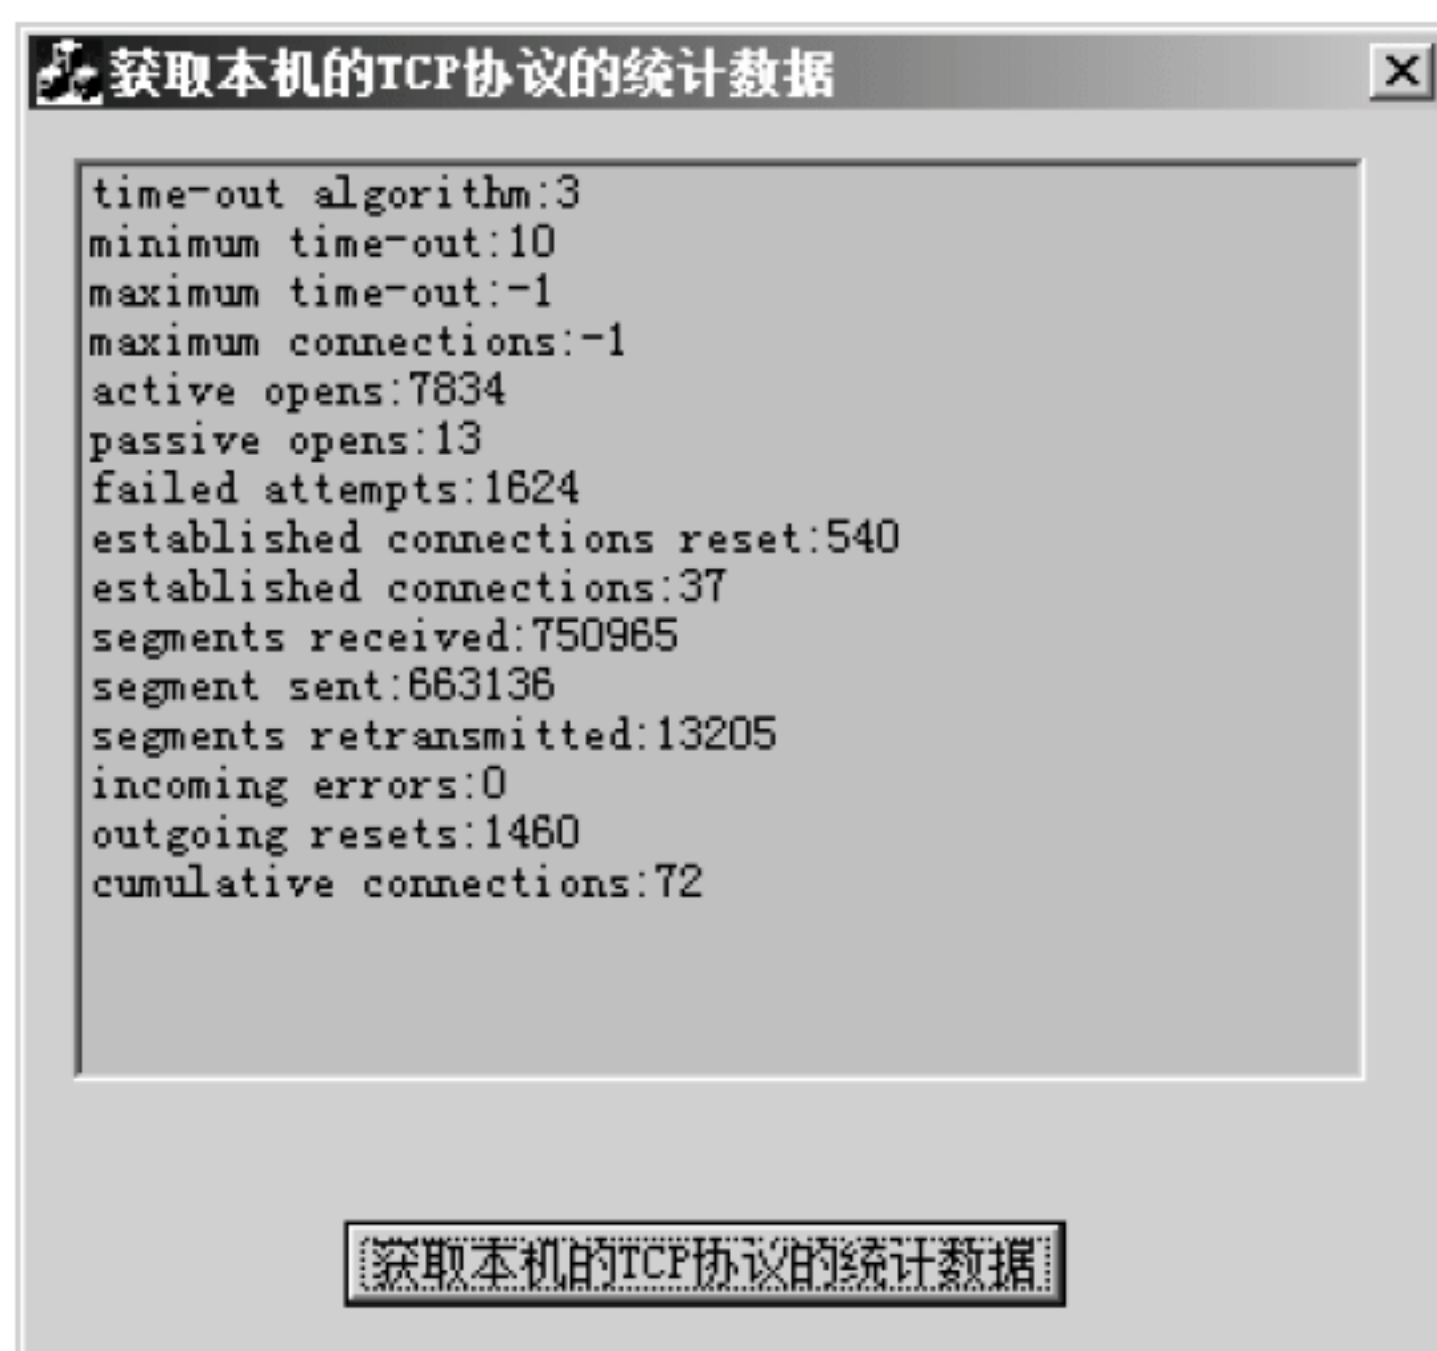 获取本机的TCP协议的统计数据
time-out algorithm:3
minimum time-out:10
maximum time-out:-1
maximum connections:-1
active opens:7834
passive opens:13
failed attempts:1624
established connections reset:540
established connections:37
segments received:750965
segment sent:663136
segments retransmitted:13205
incoming errors:0
outgoing resets:1460
cumulative connections:72
获取本机的TCP协议的统计数据